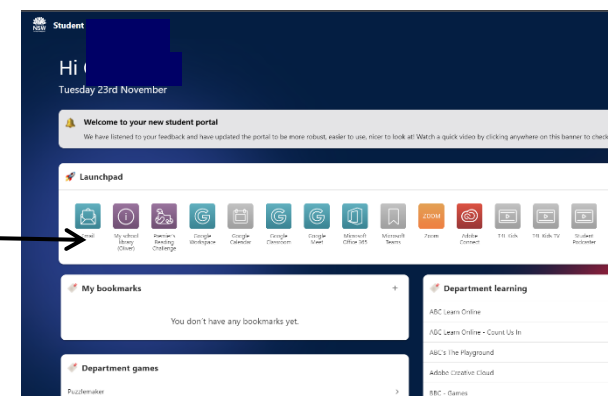 NSW Student
Hi
Tuesday 23rd November
Welcome to your new student portal
We have listened to your feedback and have updated the portal to be more robust, easier to use, nicer to look at! Watch a quick video by clicking anywhere on this banner to check
Launchpad
Email
My school library (Oliver)
Premier's Reading Challenge
Google Workspace
Google Calendar
Google Classroom
Google Meet
Microsoft Office 365
Microsoft Teams
ZOOM
Zoom
Adobe Connect
TII Kids TV
Student Podcaster
My bookmarks +
You don't have any bookmarks yet.
Department games
Puzzlemaker
Department learning
ABC Learn Online
ABC Learn Online - Count Us In
ABC's The Playground
Adobe Creative Cloud
BBC - Games